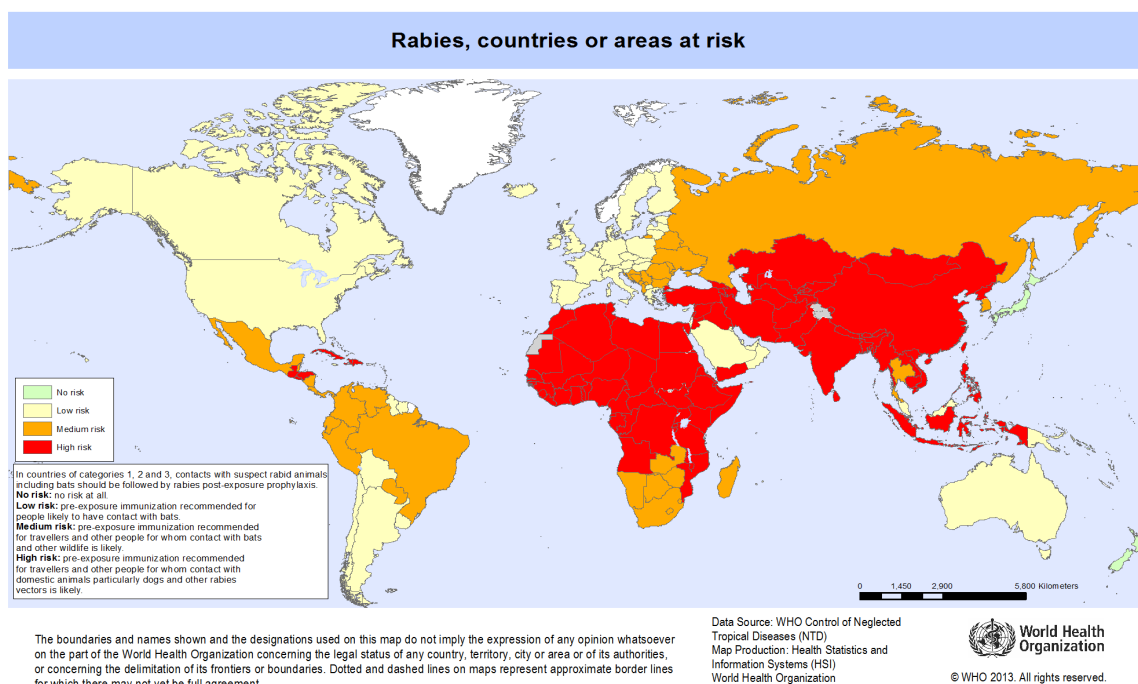 Rabies, countries or areas at risk
No risk
Low risk
Medium risk
High risk
In countries of categories 1, 2 and 3, contacts with suspect rabid animals
including bats should be followed by rabies post-exposure prophylaxis.
No risk: no risk at all.
Low risk: pre-exposure immunization recommended for
people likely to have contact with bats.
Medium risk: pre-exposure immunization recommended
for travellers and other people for whom contact with bats
and other wildlife is likely.
High risk: pre-exposure immunization recommended
for travellers and other people for whom contact with
domestic animals particularly dogs and other rabies
vectors is likely.
0 1,450 2,900 5,800 Kilometers
The boundaries and names shown and the designations used on this map do not imply the expression of any opinion whatsoever
on the part of the World Health Organization concerning the legal status of any country, territory, city or area or of its authorities,
or concerning the delimitation of its frontiers or boundaries. Dotted and dashed lines on maps represent approximate border lines
for which there may not yet be full agreement.
Data Source: WHO Control of Neglected
Tropical Diseases (NTD)
Map Production: Health Statistics and
Information Systems (HSI)
World Health Organization
World Health
Organization
© WHO 2013. All rights reserved.